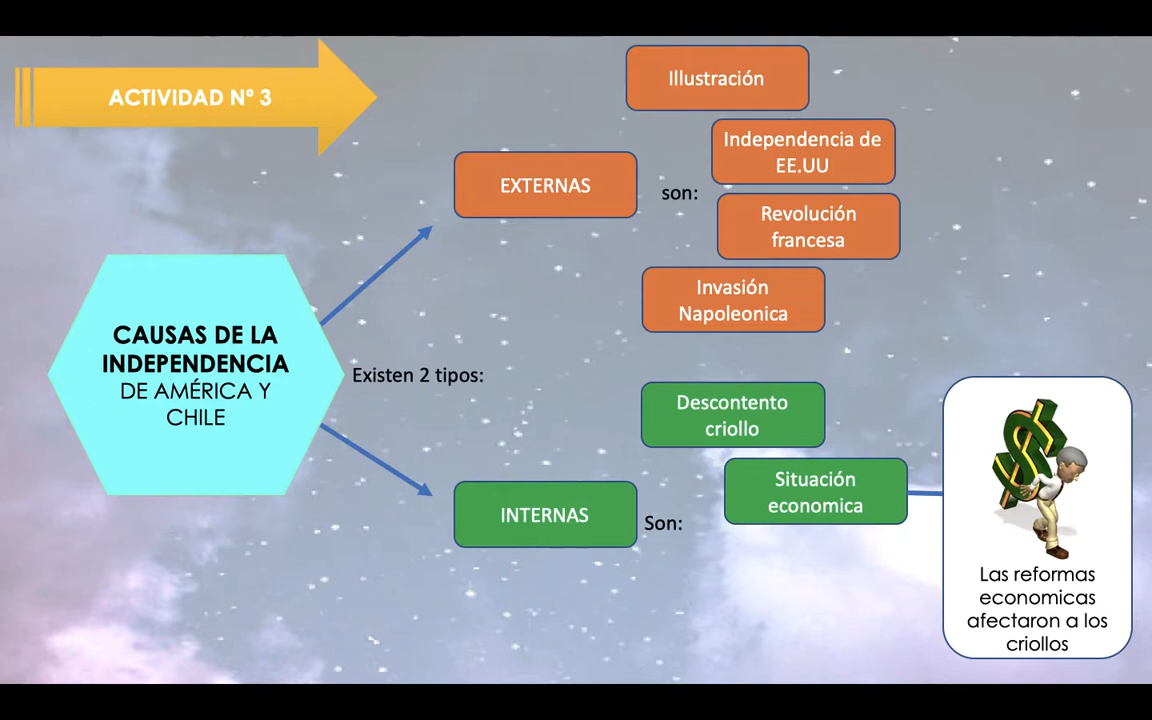 ACTIVIDAD Nº 3
Illustración
Independencia de
EE.UU
EXTERNAS
son:
Revolución
francesa
Invasión
Napoleonica
CAUSAS DE LA
INDEPENDENCIA
DE AMÉRICA Y
CHILE
Existen 2 tipos:
Descontento
criollo
Situación
economica
INTERNAS
Son:
Las reformas
economicas
afectaron a los
criollos